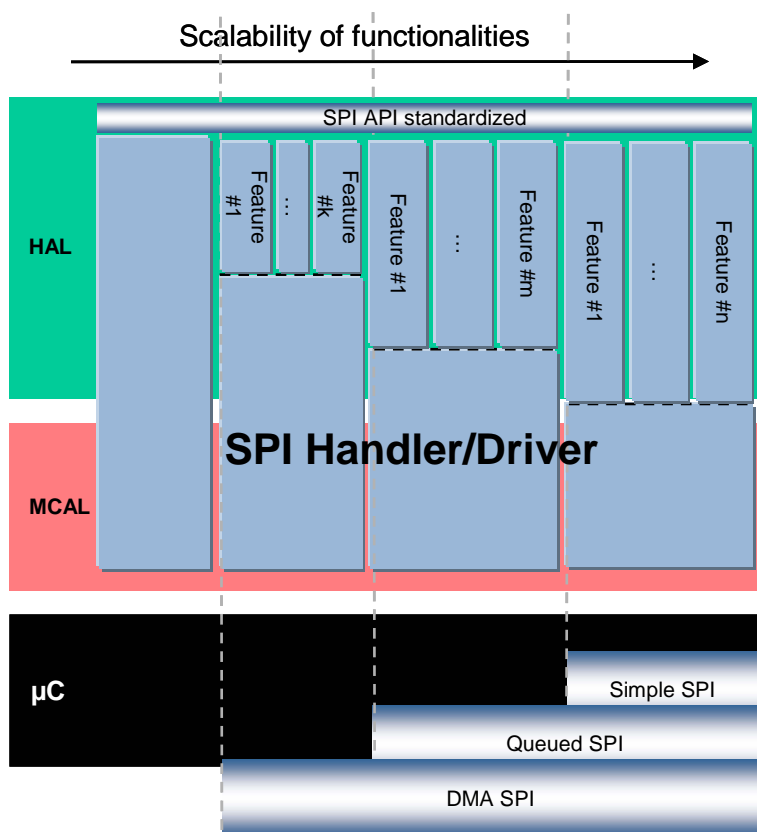 Scalability of functionalities
SPI API standardized
HAL
Feature
#1
...
Feature
#k
Feature #1
...
Feature #m
Feature #1
...
Feature #n
SPI Handler/Driver
MCAL
µC
Simple SPI
Queued SPI
DMA SPI